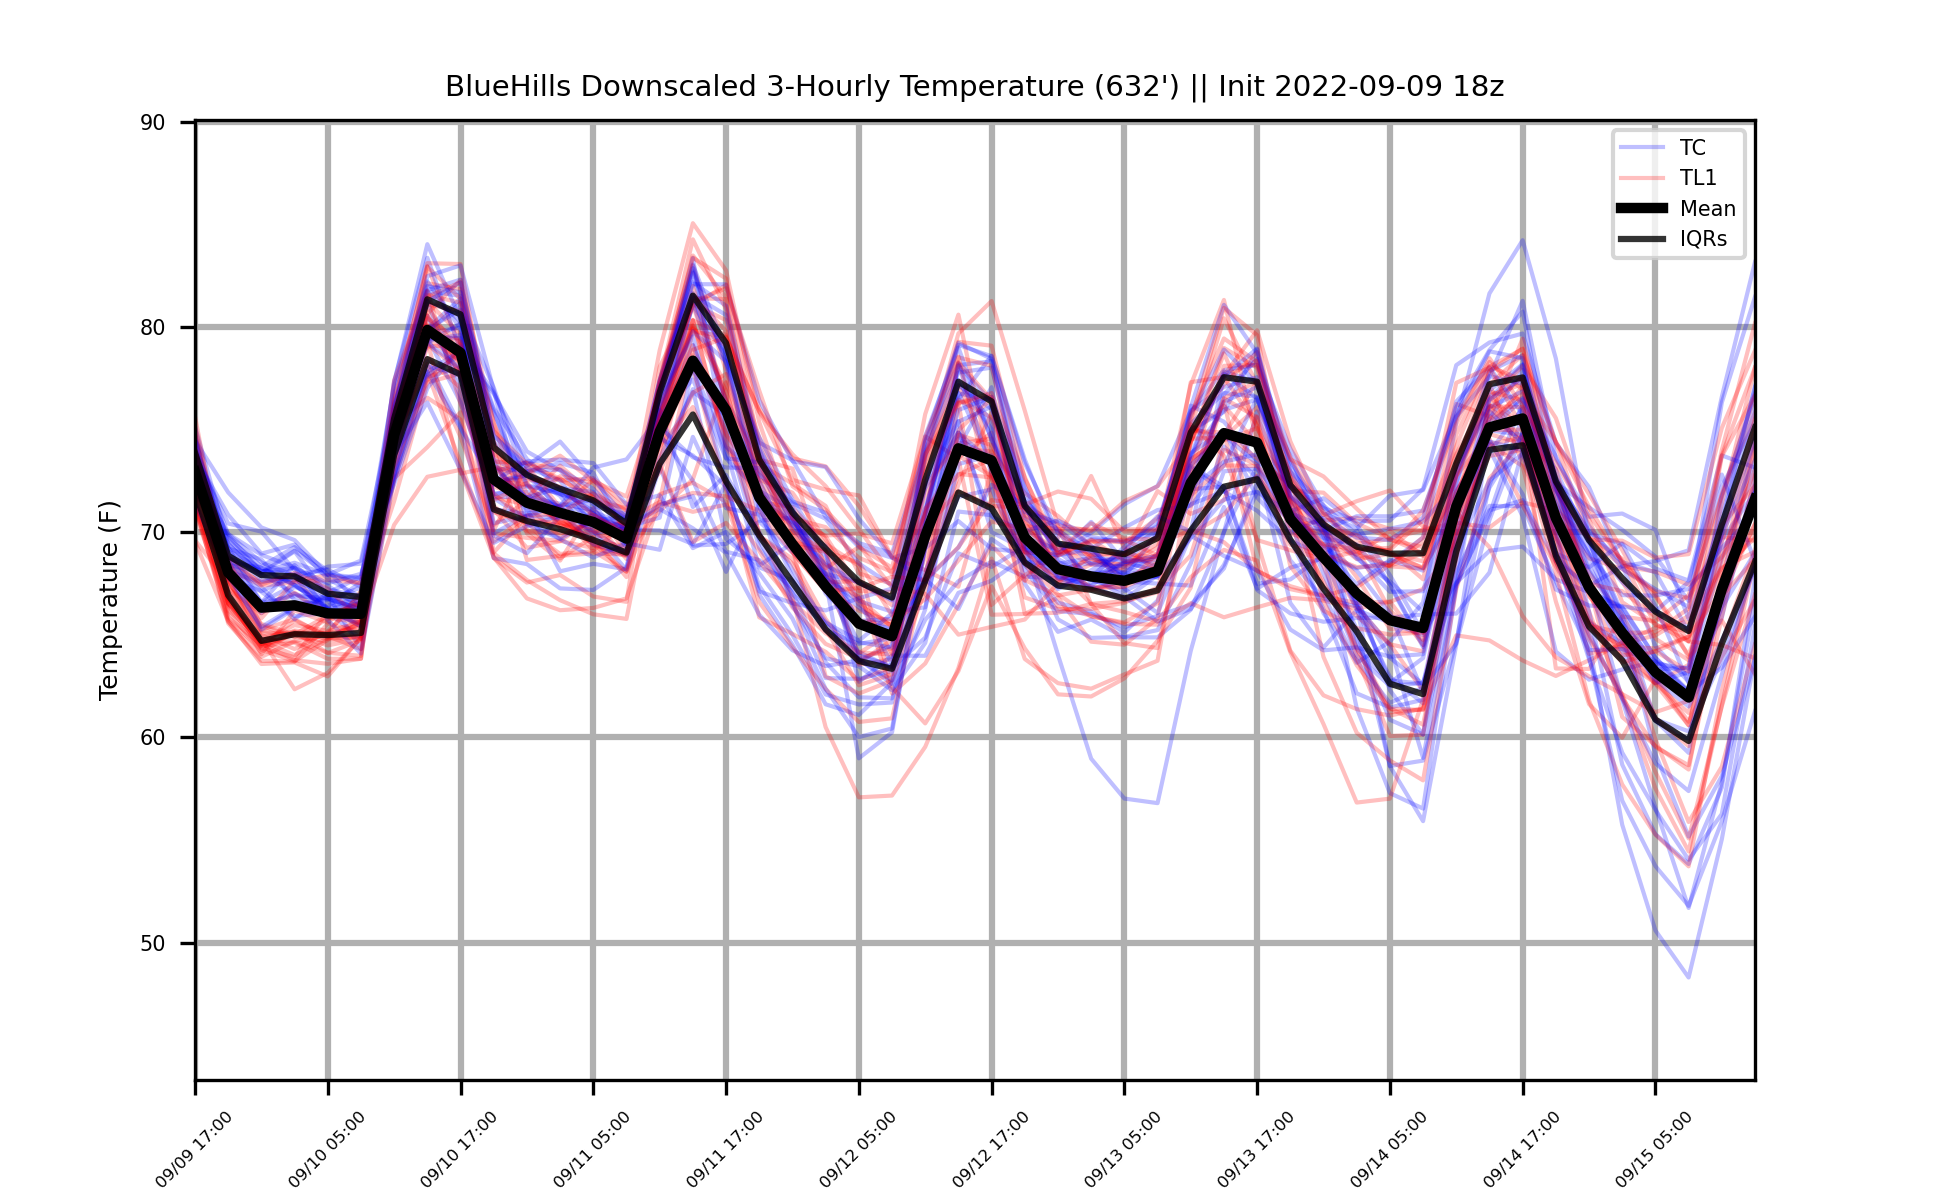 BlueHills Downscaled 3-Hourly Temperature (632') || Init 2022-09-09 18z
TC
TL1
Mean
IQRs
Temperature (F)
90
80
70
60
50
09/09 17:00
09/10 05:00
09/10 17:00
09/11 05:00
09/11 17:00
09/12 05:00
09/12 17:00
09/13 05:00
09/13 17:00
09/14 05:00
09/14 17:00
09/15 05:00